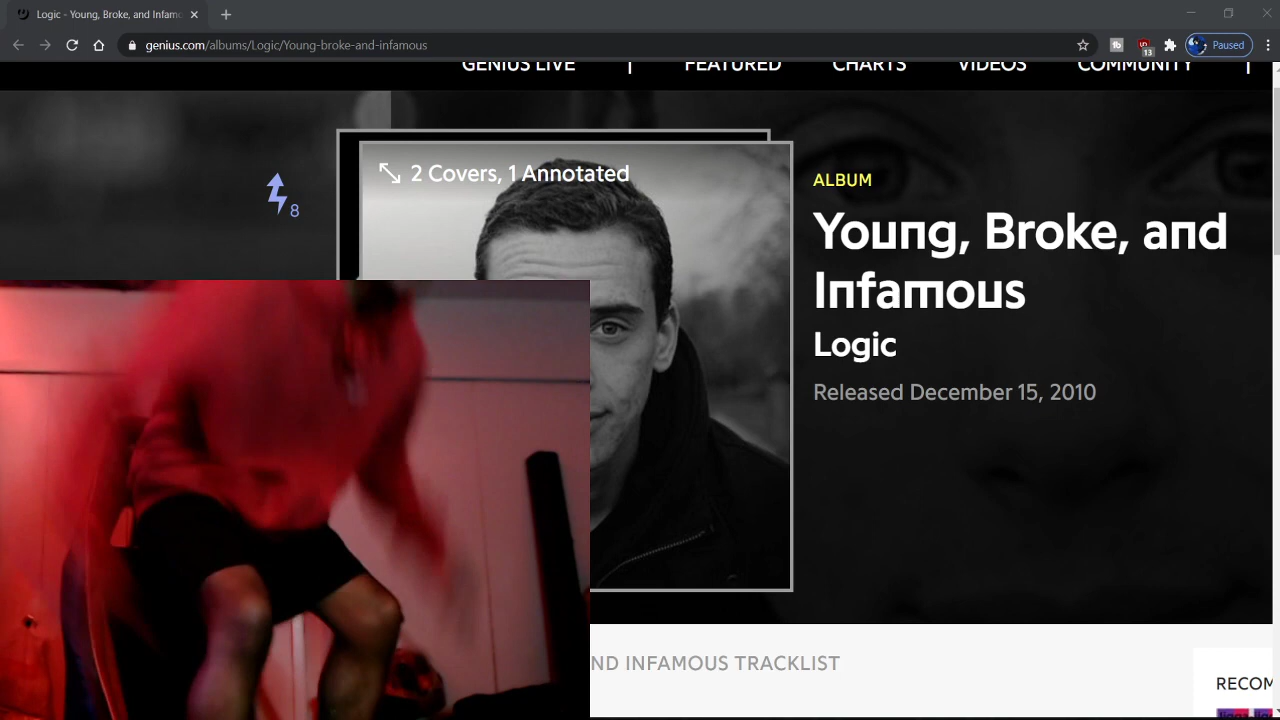 Logic - Young, Broke, and Infamo
genius.com/albums/Logic/Young-broke-and-infamous
13
Paused
GENIUS LIVE | FEATURED CHARTS VIDEOS COMMUNITY |
2 Covers, 1 Annotated
8
ALBUM
Young, Broke, and
Infamous
Logic
Released December 15, 2010
ND INFAMOUS TRACKLIST
RECOM